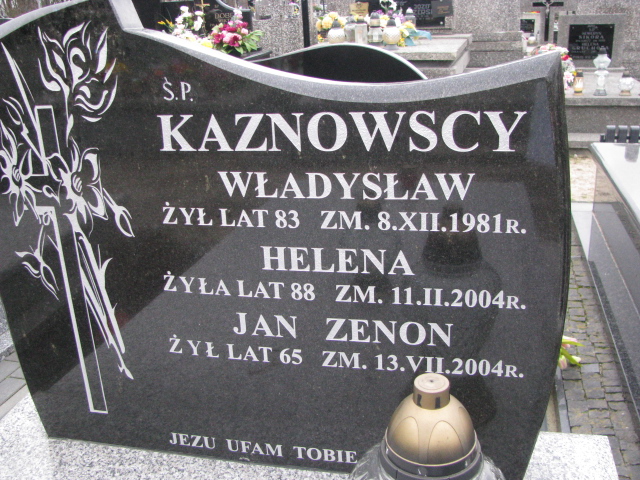 Ś.P.
KAZNOWSCY
WŁADYSŁAW
ŻYŁ LAT 83 ZM. 8.XII.1981R.
HELENA
ŻYŁA LAT 88 ZM. 11.II.2004R.
JAN ZENON
ŻYŁ LAT 65 ZM. 13.VII.2004R.
JEZU UFAM TOBIE